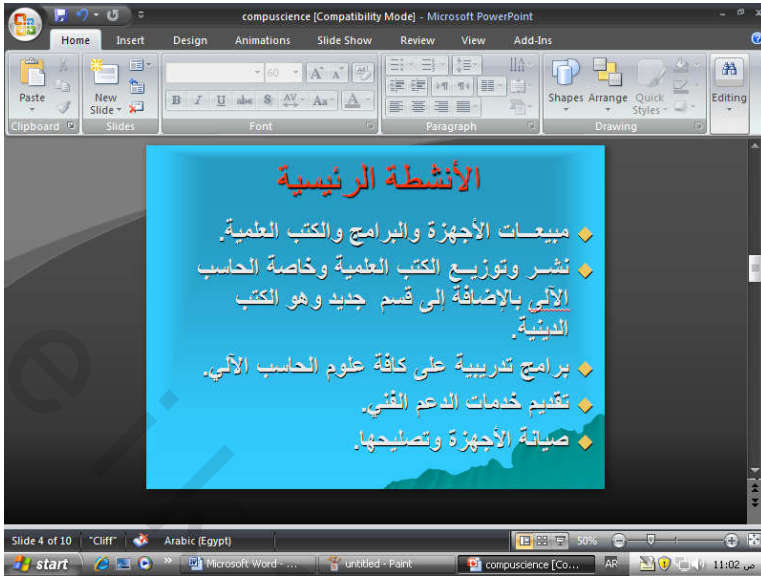 compuscience [Compatibility Mode] - Microsoft PowerPoint
Home Insert Design Animations Slide Show Review View Add-Ins
60
Paste New Slide Shapes Arrange Quick Styles Editing
Clipboard Slides Font Paragraph Drawing
الأنشطة الرئيسية
مبيعــات الأجهزة والبرامج والكتب العلمية.
نشــر وتوزيــع الكتب العلمية وخاصة الحاسب
الآلي بالإضافة إلى قسم جديد وهو الكتب
الدينية.
برامج تدريبية على كافة علوم الحاسب الآلي.
تقديم خدمات الدعم الفني.
صيانة الأجهزة وتصليحها.
Slide 4 of 10 "Cliff" Arabic (Egypt) 50%
start Microsoft Word - ... untitled - Paint compuscience [Co... AR 11:02 ص